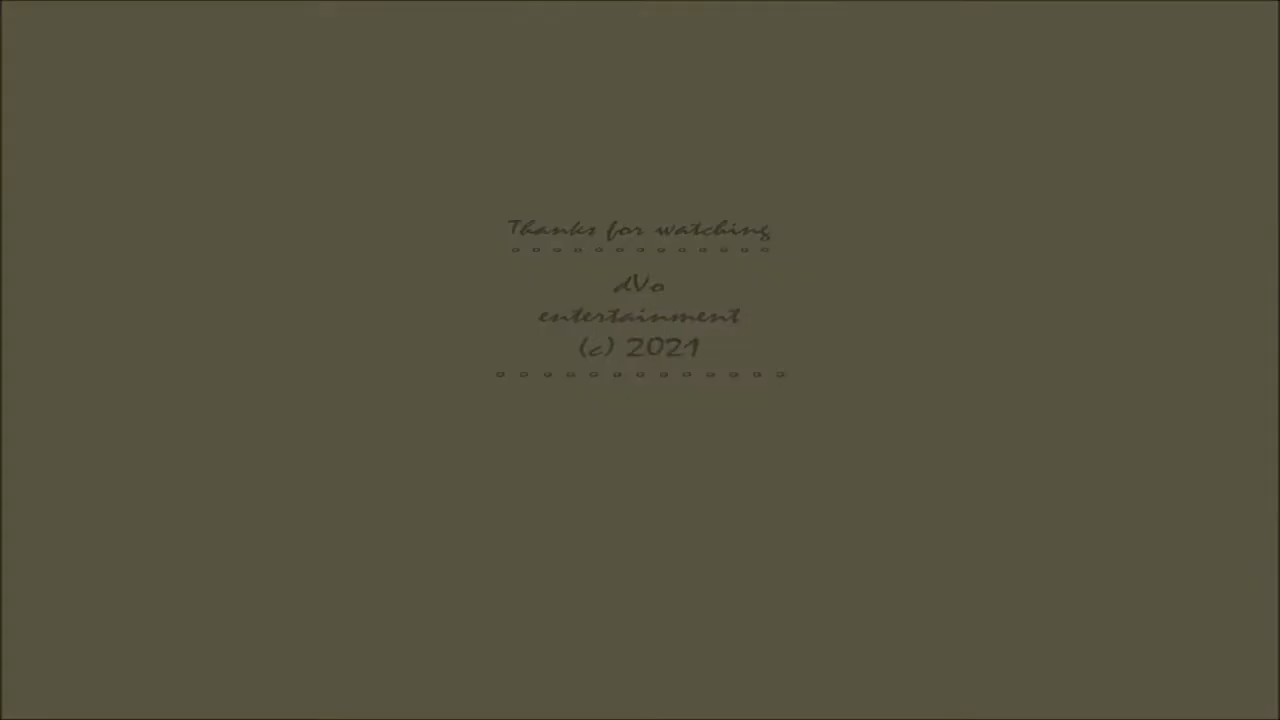 Thanks for watching
° ° ° ° ° ° ° ° ° ° ° ° °
dVo
entertainment
(c) 2021
° ° ° ° ° ° ° ° ° ° ° ° °